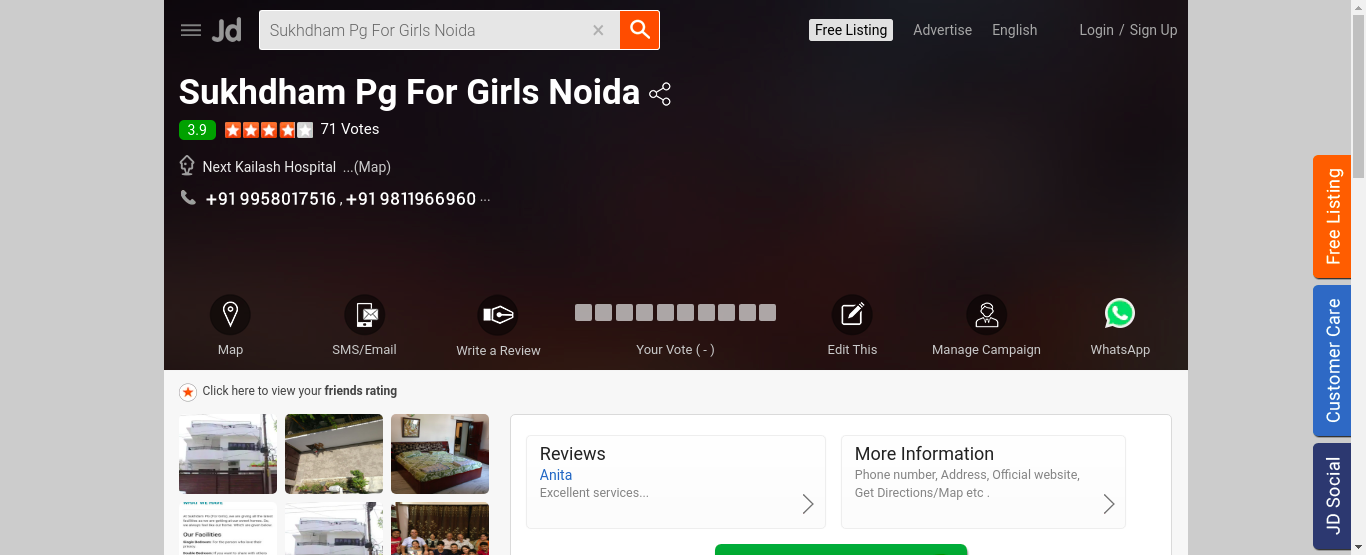 Jd
Sukhdham Pg For Girls Noida
Free Listing
Advertise
English
Login / Sign Up
Sukhdham Pg For Girls Noida
3.9
71 Votes
Next Kailash Hospital ...(Map)
+91 9958017516 , +91 9811966960 ...
Map
SMS/Email
Write a Review
Your Vote ( - )
Edit This
Manage Campaign
WhatsApp
Click here to view your friends rating
Our Facilities
Reviews
Anita
Excellent services...
More Information
Phone number, Address, Official website,
Get Directions/Map etc .
Free Listing
Customer Care
JD Social